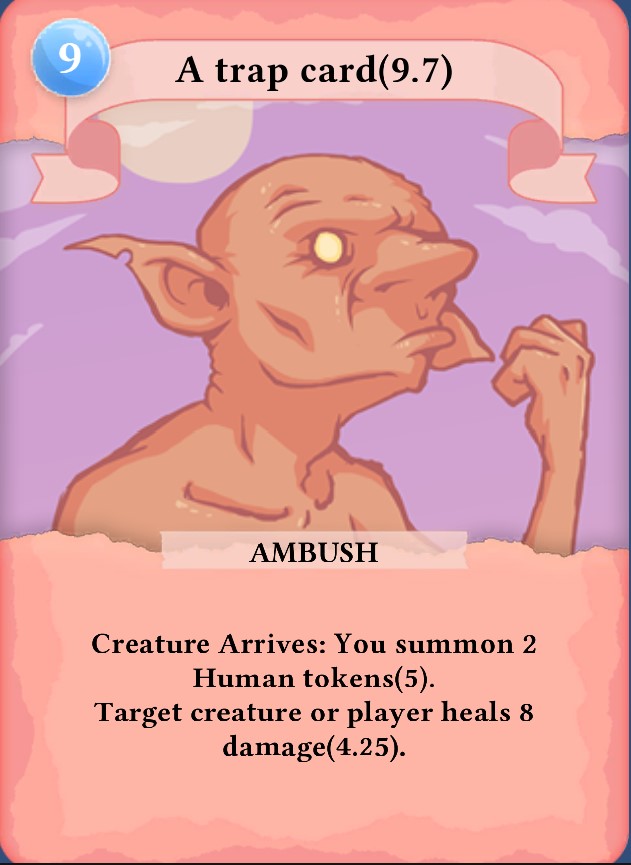 9
A trap card(9.7)
AMBUSH
Creature Arrives: You summon 2
Human tokens(5).
Target creature or player heals 8
damage(4.25).